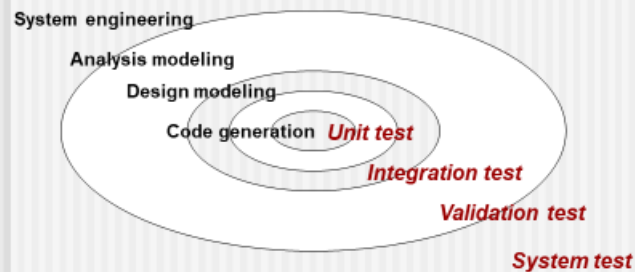 System engineering
Analysis modeling
Design modeling
Code generation Unit test
Integration test
Validation test
System test